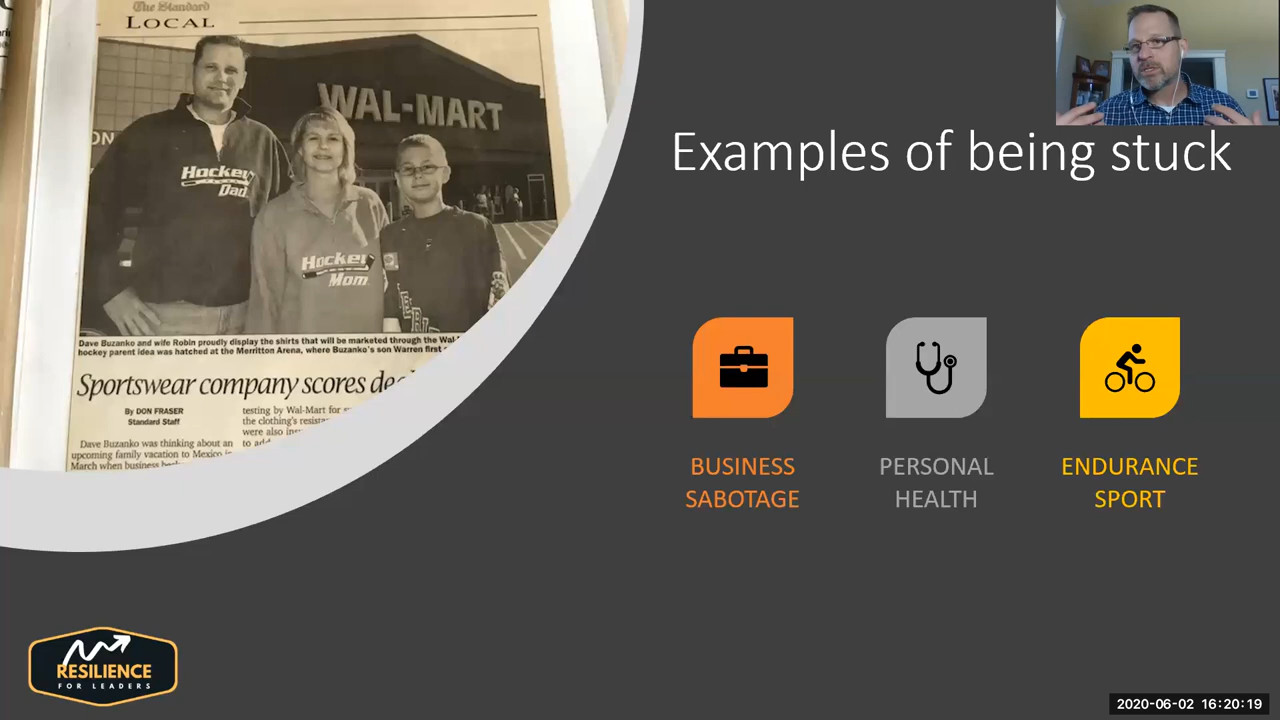 The Standard
LOCAL
WAL-MART
Hockey
Dad
Hockey
Mom
Dave Buzanko and wife Robin proudly display the shirts that will be marketed through the Wal-
hockey parent idea was hatched at the Merritton Arena, where Buzanko's son Warren first
Sportswear company scores
By DON FRASER
Standard Staff
Dave Buzanko was thinking about an
upcoming family vacation to Mexico in
March when business
testing by Wal-Mart for
the clothing's
were also
to
Examples of being stuck
BUSINESS
SABOTAGE
PERSONAL
HEALTH
ENDURANCE
SPORT
RESILIENCE
FOR LEADERS
2020-06-02 16:20:19